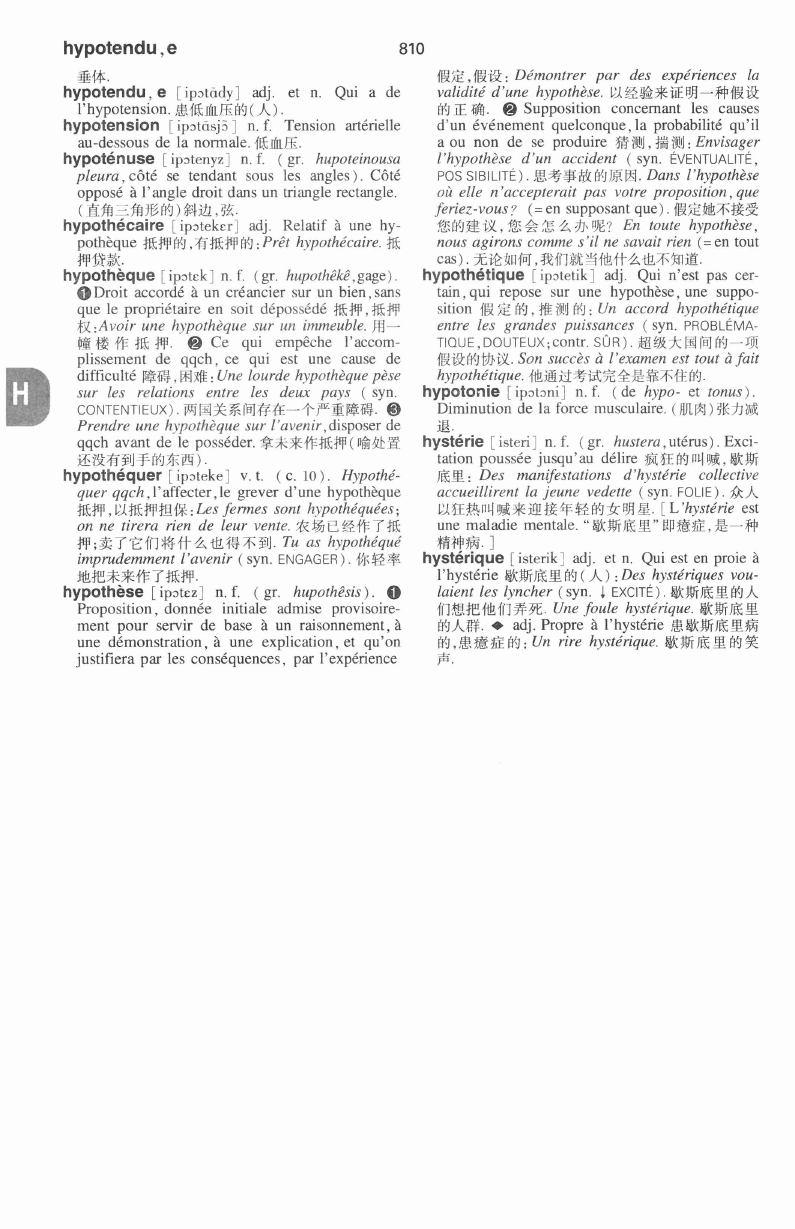 hypotendu,e
810
垂体.
hypotendu, e [ipɔtɑ̃dy] adj. et n. Qui a de
l'hypotension. 患低血压的(人).
hypotension [ipɔtɑ̃sjɔ̃] n. f. Tension artérielle
au-dessous de la normale. 低血压.
hypoténuse [ipɔtenyz] n. f. (gr. hupoteinousa
pleura, côté se tendant sous les angles). Côté
opposé à l'angle droit dans un triangle rectangle.
(直角三角形的)斜边,弦.
hypothécaire [ipɔtekɛr] adj. Relatif à une hy-
pothèque 抵押的,有抵押的: Prêt hypothécaire. 抵
押贷款.
hypothèque [ipɔtɛk] n. f. (gr. hupothêkê, gage).
❶ Droit accordé à un créancier sur un bien, sans
que le propriétaire en soit dépossédé 抵押,抵押
权: Avoir une hypothèque sur un immeuble. 用一
幢楼作抵押. ❷ Ce qui empêche l'accom-
plissement de qqch, ce qui est une cause de
difficulté 障碍,困难: Une lourde hypothèque pèse
sur les relations entre les deux pays (syn.
CONTENTIEUX). 两国关系间存在一个严重障碍. ❸
Prendre une hypothèque sur l'avenir, disposer de
qqch avant de le posséder. 拿未来作抵押(喻处置
还没有到手的东西).
hypothéquer [ipɔteke] v. t. (c. 10). Hypothé-
quer qqch, l'affecter, le grever d'une hypothèque
抵押,以抵押担保: Les fermes sont hypothéquées;
on ne tirera rien de leur vente. 农场已经作了抵
押;卖了它们将什么也得不到. Tu as hypothéqué
imprudemment l'avenir (syn. ENGAGER). 你轻率
地把未来作了抵押.
hypothèse [ipɔtɛz] n. f. (gr. hupothêsis). ❶
Proposition, donnée initiale admise provisoire-
ment pour servir de base à un raisonnement, à
une démonstration, à une explication, et qu'on
justifiera par les conséquences, par l'expérience
H
假定,假设: Démontrer par des expériences la
validité d'une hypothèse. 以经验来证明一种假设
的正确. ❷ Supposition concernant les causes
d'un événement quelconque, la probabilité qu'il
a ou non de se produire 猜测,揣测: Envisager
l'hypothèse d'un accident (syn. ÉVENTUALITÉ,
POS SIBILITÉ). 思考事故的原因. Dans l'hypothèse
où elle n'accepterait pas votre proposition, que
feriez-vous? (= en supposant que). 假定她不接受
您的建议,您会怎么办呢? En toute hypothèse,
nous agirons comme s'il ne savait rien (= en tout
cas). 无论如何,我们就当他什么也不知道.
hypothétique [ipɔtetik] adj. Qui n'est pas cer-
tain, qui repose sur une hypothèse, une suppo-
sition 假定的,推测的: Un accord hypothétique
entre les grandes puissances (syn. PROBLÉMA-
TIQUE, DOUTEUX; contr. SÛR). 超级大国间的一项
假设的协议. Son succès à l'examen est tout à fait
hypothétique. 他通过考试完全是靠不住的.
hypotonie [ipɔtɔni] n. f. (de hypo- et tonus).
Diminution de la force musculaire. (肌肉)张力减
退.
hystérie [isteri] n. f. (gr. hustera, utérus). Exci-
tation poussée jusqu'au délire 疯狂的叫喊,歇斯
底里: Des manifestations d'hystérie collective
accueillirent la jeune vedette (syn. FOLIE). 众人
以狂热叫喊来迎接年轻的女明星. [L'hystérie est
une maladie mentale. “歇斯底里”即癔症,是一种
精神病.]
hystérique [isterik] adj. et n. Qui est en proie à
l'hystérie 歇斯底里的(人): Des hystériques vou-
laient les lyncher (syn. ↓ EXCITÉ). 歇斯底里的人
们想把他们弄死. Une foule hystérique. 歇斯底里
的人群. ◆ adj. Propre à l'hystérie 患歇斯底里病
的,患癔症的: Un rire hystérique. 歇斯底里的笑
声.